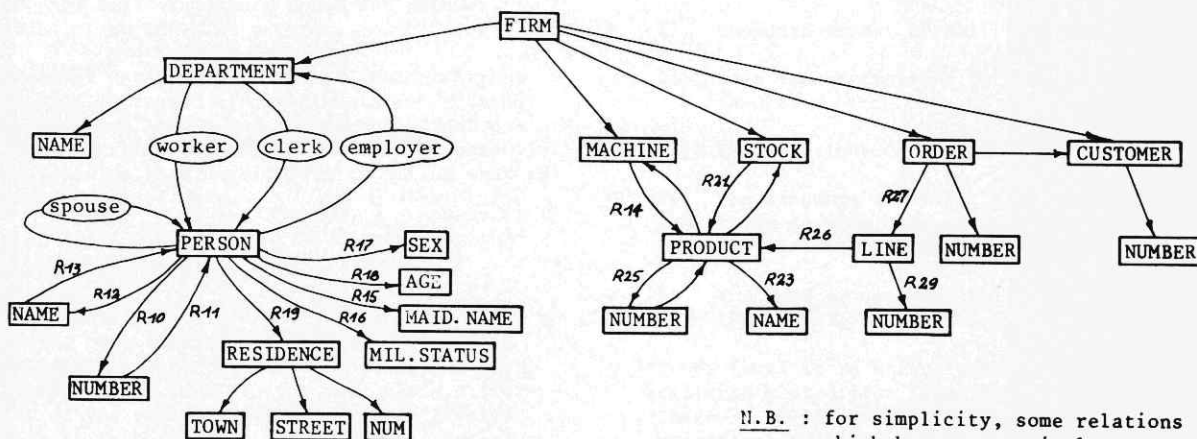 FIRM
DEPARTMENT
NAME
worker
clerk
employer
MACHINE
STOCK
ORDER
CUSTOMER
spouse
PERSON
R17
SEX
R14
R21
R27
PRODUCT
R26
LINE
NUMBER
NUMBER
R13
R12
R18
AGE
R25
R23
R29
NAME
R10
R11
R19
R16
R15
MAID.NAME
NUMBER
NAME
NUMBER
RESIDENCE
MIL.STATUS
NUMBER
TOWN
STREET
NUM
N.B. : for simplicity, some relations